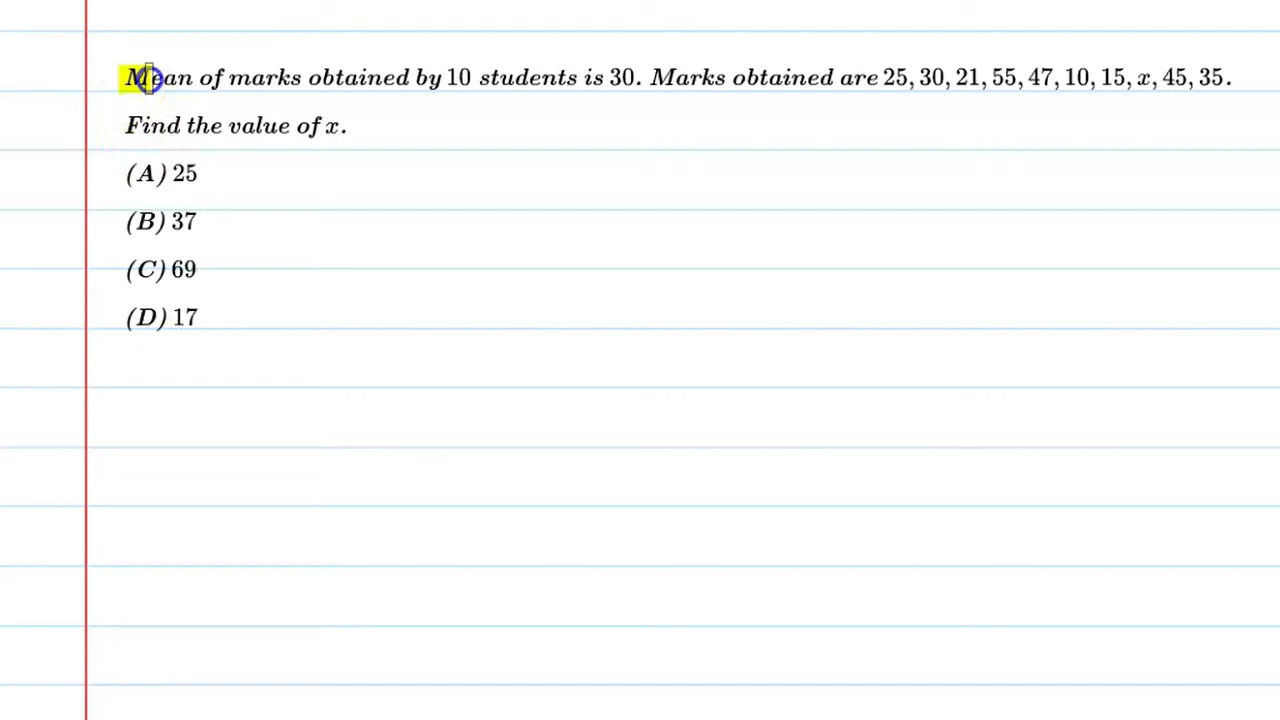 Mean of marks obtained by 10 students is 30. Marks obtained are 25, 30, 21, 55, 47, 10, 15, x, 45, 35.
Find the value of x.
(A) 25
(B) 37
(C) 69
(D) 17